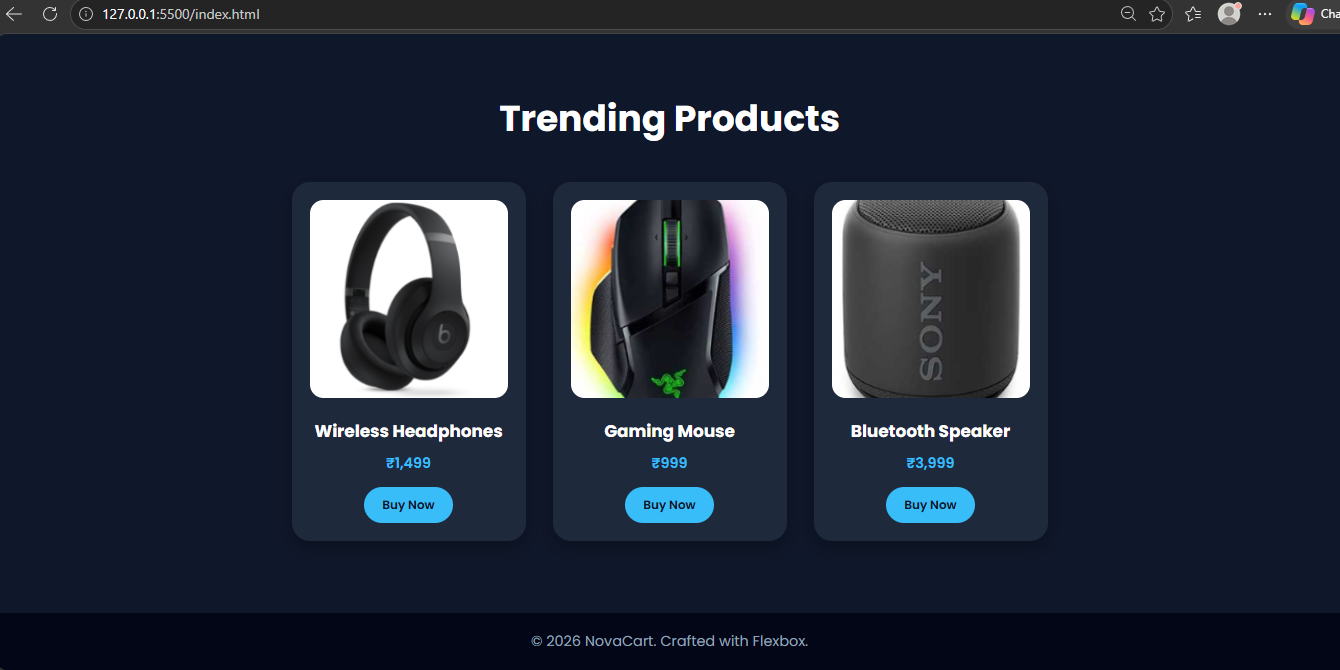 127.0.0.1:5500/index.html
Cha
Trending Products
b
SONY
Wireless Headphones
Gaming Mouse
Bluetooth Speaker
₹1,499
₹999
₹3,999
Buy Now
Buy Now
Buy Now
© 2026 NovaCart. Crafted with Flexbox.